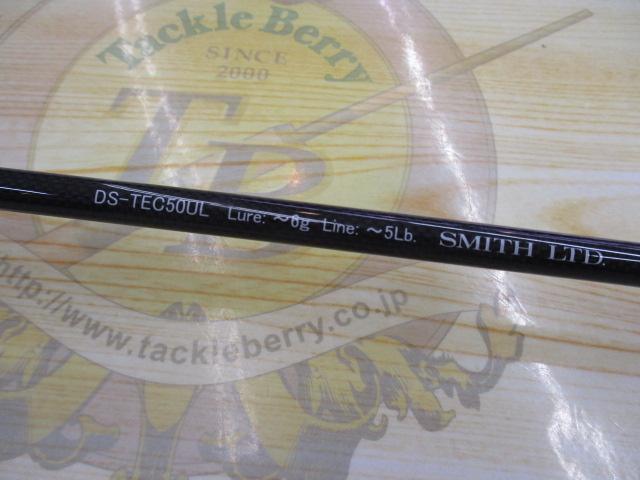 Tackle Berry
SINCE
2000
TB
DS-TEC50UL Lure: ~6g Line: ~5Lb. SMITH LTD.
http://www.tackleberry.co.jp